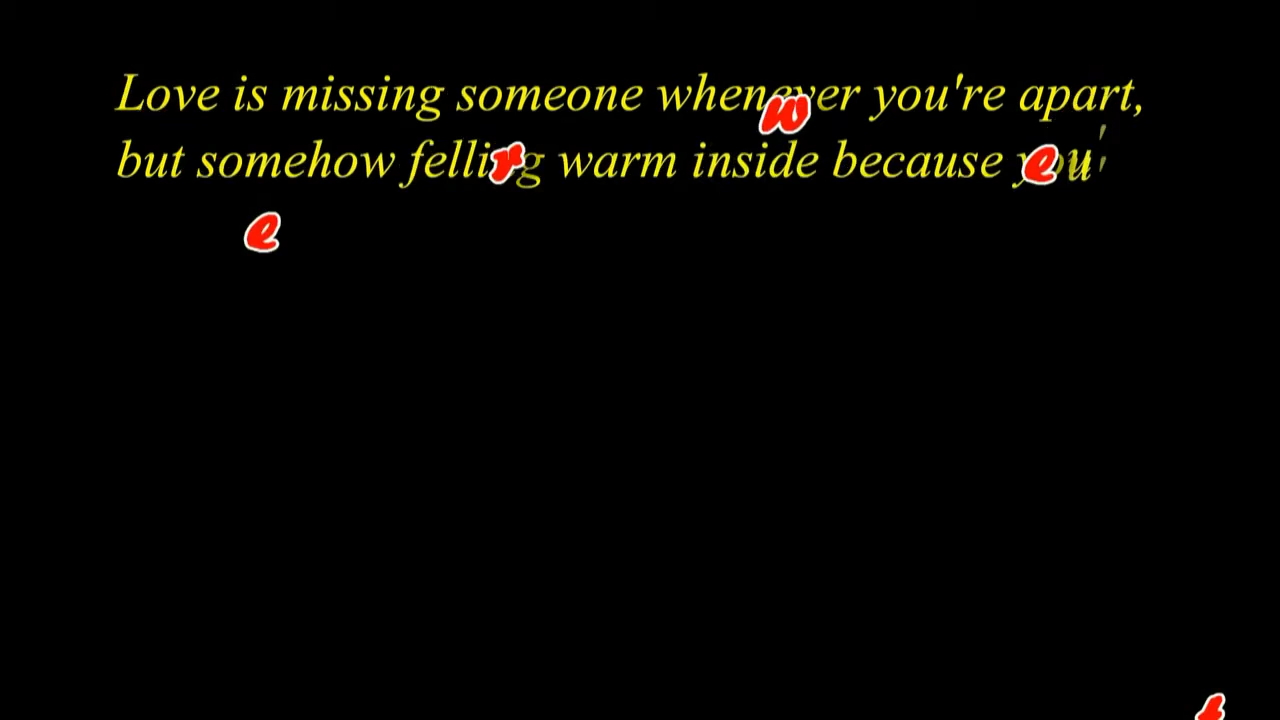 Love is missing someone whenever you're apart,
but somehow felling warm inside because you'
w
r
e
e
t